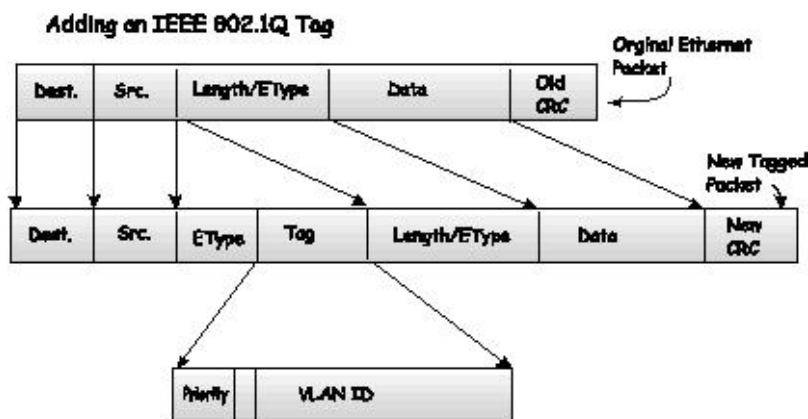 Adding an IEEE 802.1Q Tag
Orginal Ethernet
Packet
Dest. Src. Length/EType Data Old
CRC
New Tagged
Packet
Dest. Src. EType Tag Length/EType Data New
CRC
Priority VLAN ID